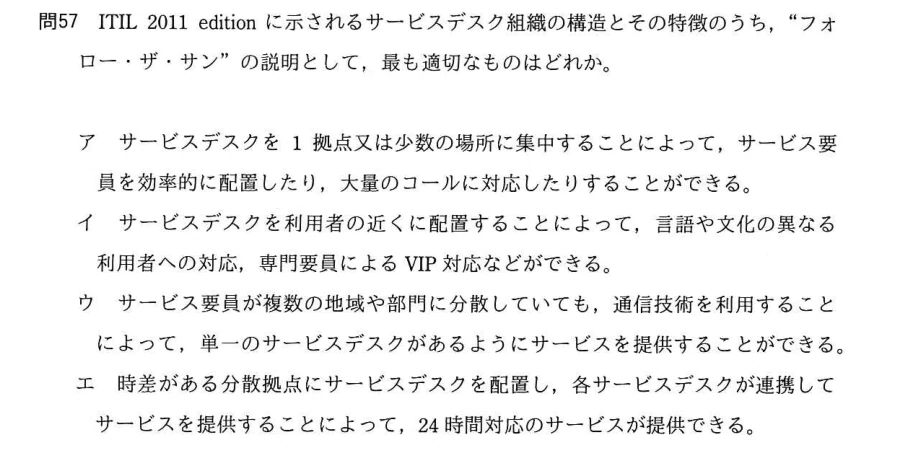 問57 ITIL 2011 edition に示されるサービスデスク組織の構造とその特徴のうち，“フォ
ロー・ザ・サン” の説明として，最も適切なものはどれか。
ア サービスデスクを 1 拠点又は少数の場所に集中することによって，サービス要
員を効率的に配置したり，大量のコールに対応したりすることができる。
イ サービスデスクを利用者の近くに配置することによって，言語や文化の異なる
利用者への対応，専門要員による VIP 対応などができる。
ウ サービス要員が複数の地域や部門に分散していても，通信技術を利用すること
によって，単一のサービスデスクがあるようにサービスを提供することができる。
エ 時差がある分散拠点にサービスデスクを配置し，各サービスデスクが連携して
サービスを提供することによって，24 時間対応のサービスが提供できる。